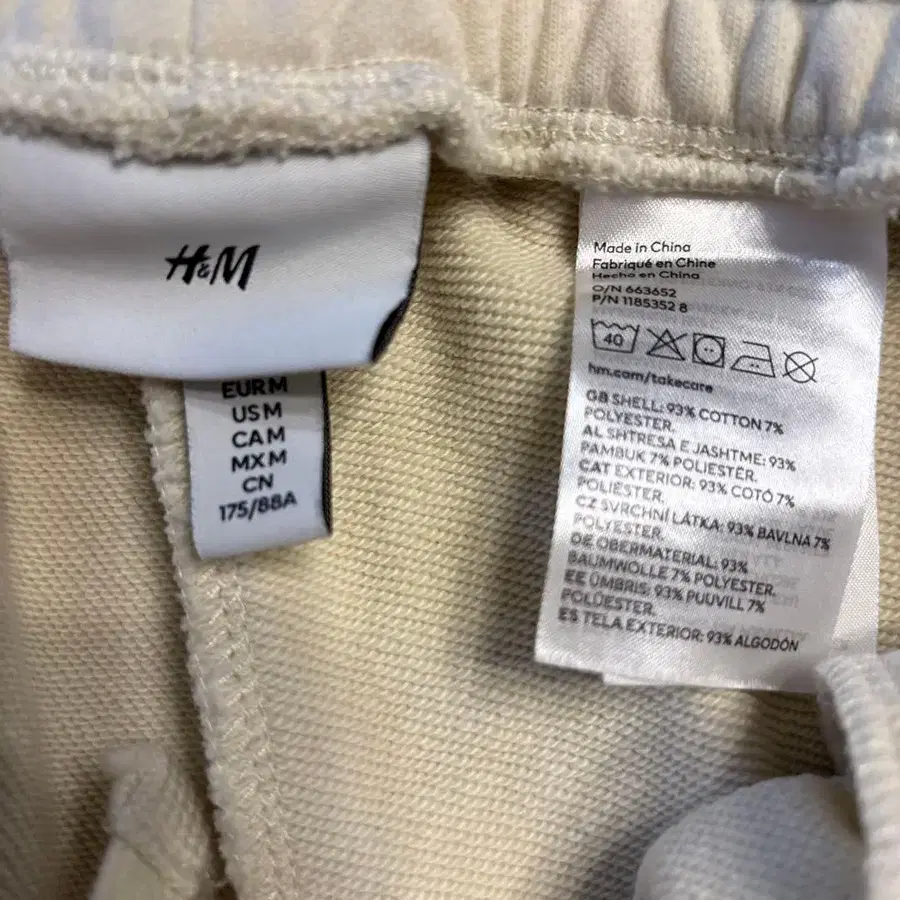 H&M
EUR M
US M
CA M
MX M
CN
175/88A
Made in China
Fabriqué en Chine
Hecho en China
O/N 663652
P/N 1185352 8
40
hm.com/takecare
GB SHELL: 93% COTTON 7%
POLYESTER.
AL SHTRESA E JASHTME: 93%
PAMBUK 7% POLIESTËR.
CAT EXTERIOR: 93% COTÓ 7%
POLIÈSTER.
CZ SVRCHNÍ LÁTKA: 93% BAVLNA 7%
POLYESTER.
DE OBERMATERIAL: 93%
BAUMWOLLE 7% POLYESTER.
EE ÜMBRIS: 93% PUUVILL 7%
POLÜESTER.
ES TELA EXTERIOR: 93% ALGODÓN